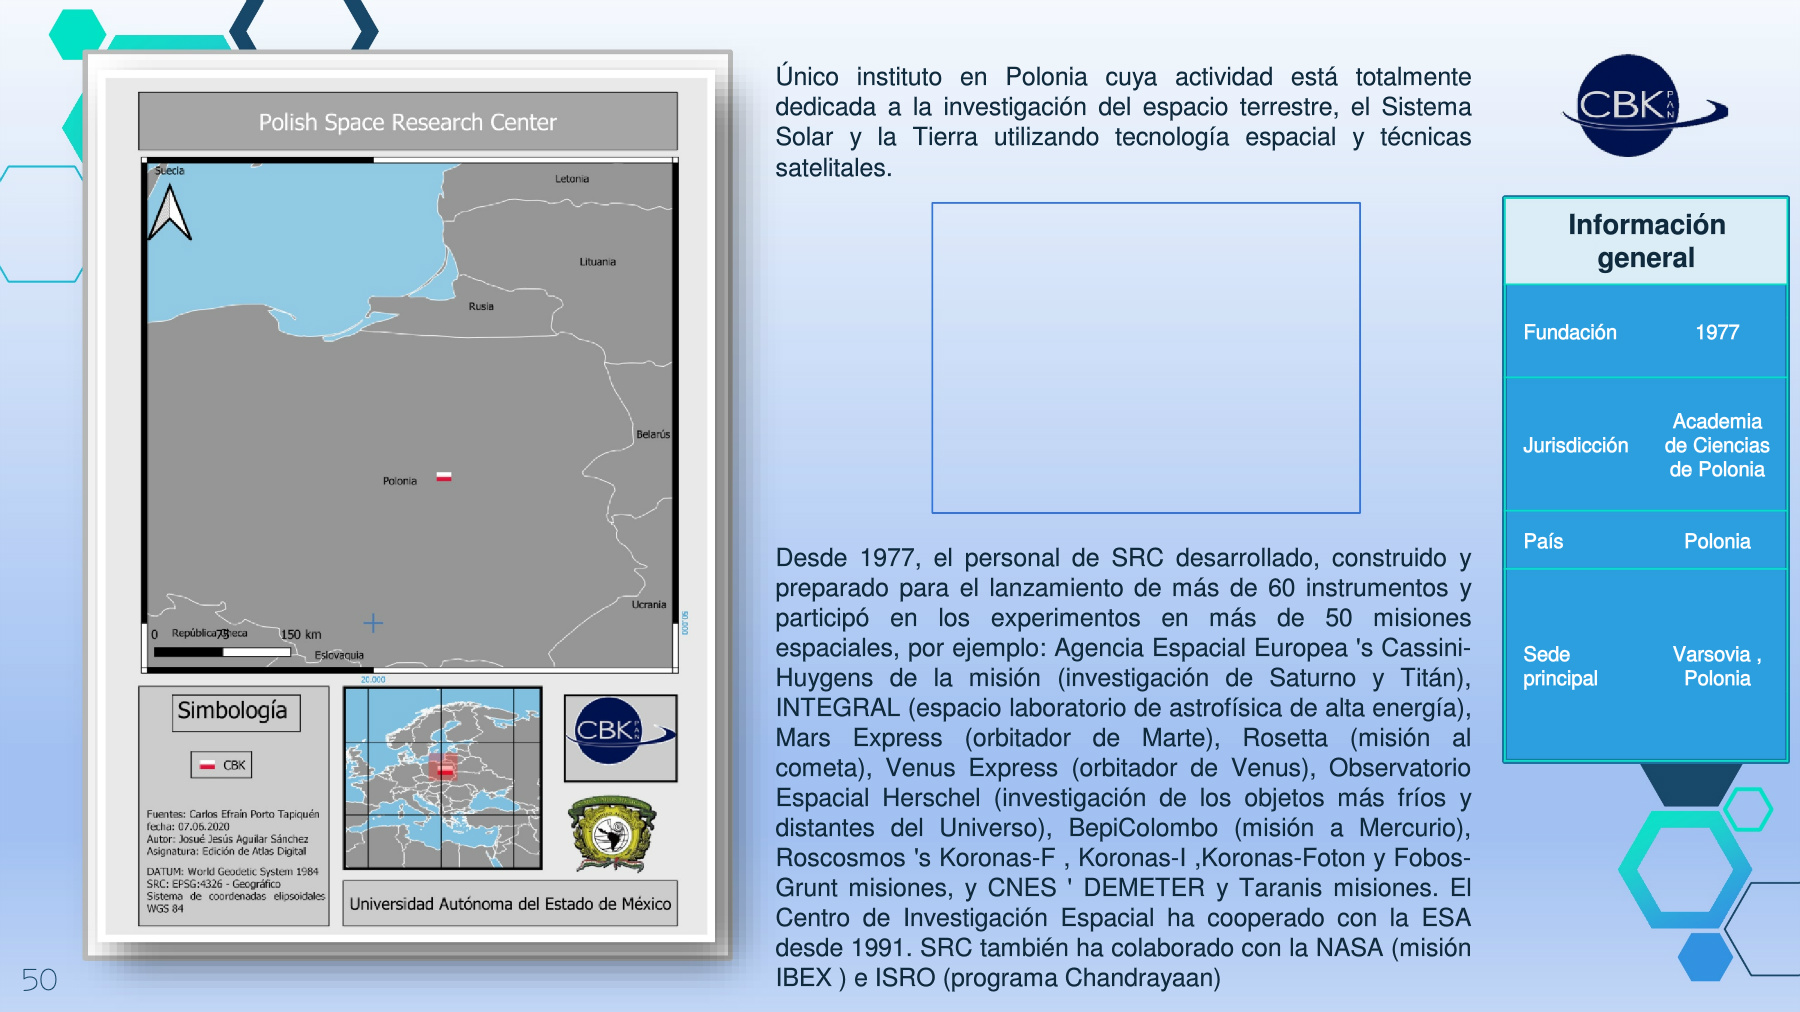 Polish Space Research Center
Suecia
Letonia
Lituania
Rusia
Belarús
Polonia
Ucrania
0 75 150 km
República Checa
Eslovaquia
50.000
20.000
Simbología
CBK
Fuentes: Carlos Efraín Porto Tapiquén
fecha: 07.06.2020
Autor: Josué Jesús Aguilar Sánchez
Asignatura: Edición de Atlas Digital
DATUM: World Geodetic System 1984
SRC: EPSG:4326 - Geográfico
Sistema de coordenadas elipsoidales
WGS 84
CBK PAN
Universidad Autónoma del Estado de México
50
Único instituto en Polonia cuya actividad está totalmente
dedicada a la investigación del espacio terrestre, el Sistema
Solar y la Tierra utilizando tecnología espacial y técnicas
satelitales.
Desde 1977, el personal de SRC desarrollado, construido y
preparado para el lanzamiento de más de 60 instrumentos y
participó en los experimentos en más de 50 misiones
espaciales, por ejemplo: Agencia Espacial Europea 's Cassini-
Huygens de la misión (investigación de Saturno y Titán),
INTEGRAL (espacio laboratorio de astrofísica de alta energía),
Mars Express (orbitador de Marte), Rosetta (misión al
cometa), Venus Express (orbitador de Venus), Observatorio
Espacial Herschel (investigación de los objetos más fríos y
distantes del Universo), BepiColombo (misión a Mercurio),
Roscosmos 's Koronas-F , Koronas-I ,Koronas-Foton y Fobos-
Grunt misiones, y CNES ' DEMETER y Taranis misiones. El
Centro de Investigación Espacial ha cooperado con la ESA
desde 1991. SRC también ha colaborado con la NASA (misión
IBEX ) e ISRO (programa Chandrayaan)
CBK PAN
Información
general
Fundación 1977
Jurisdicción Academia
de Ciencias
de Polonia
País Polonia
Sede Varsovia ,
principal Polonia